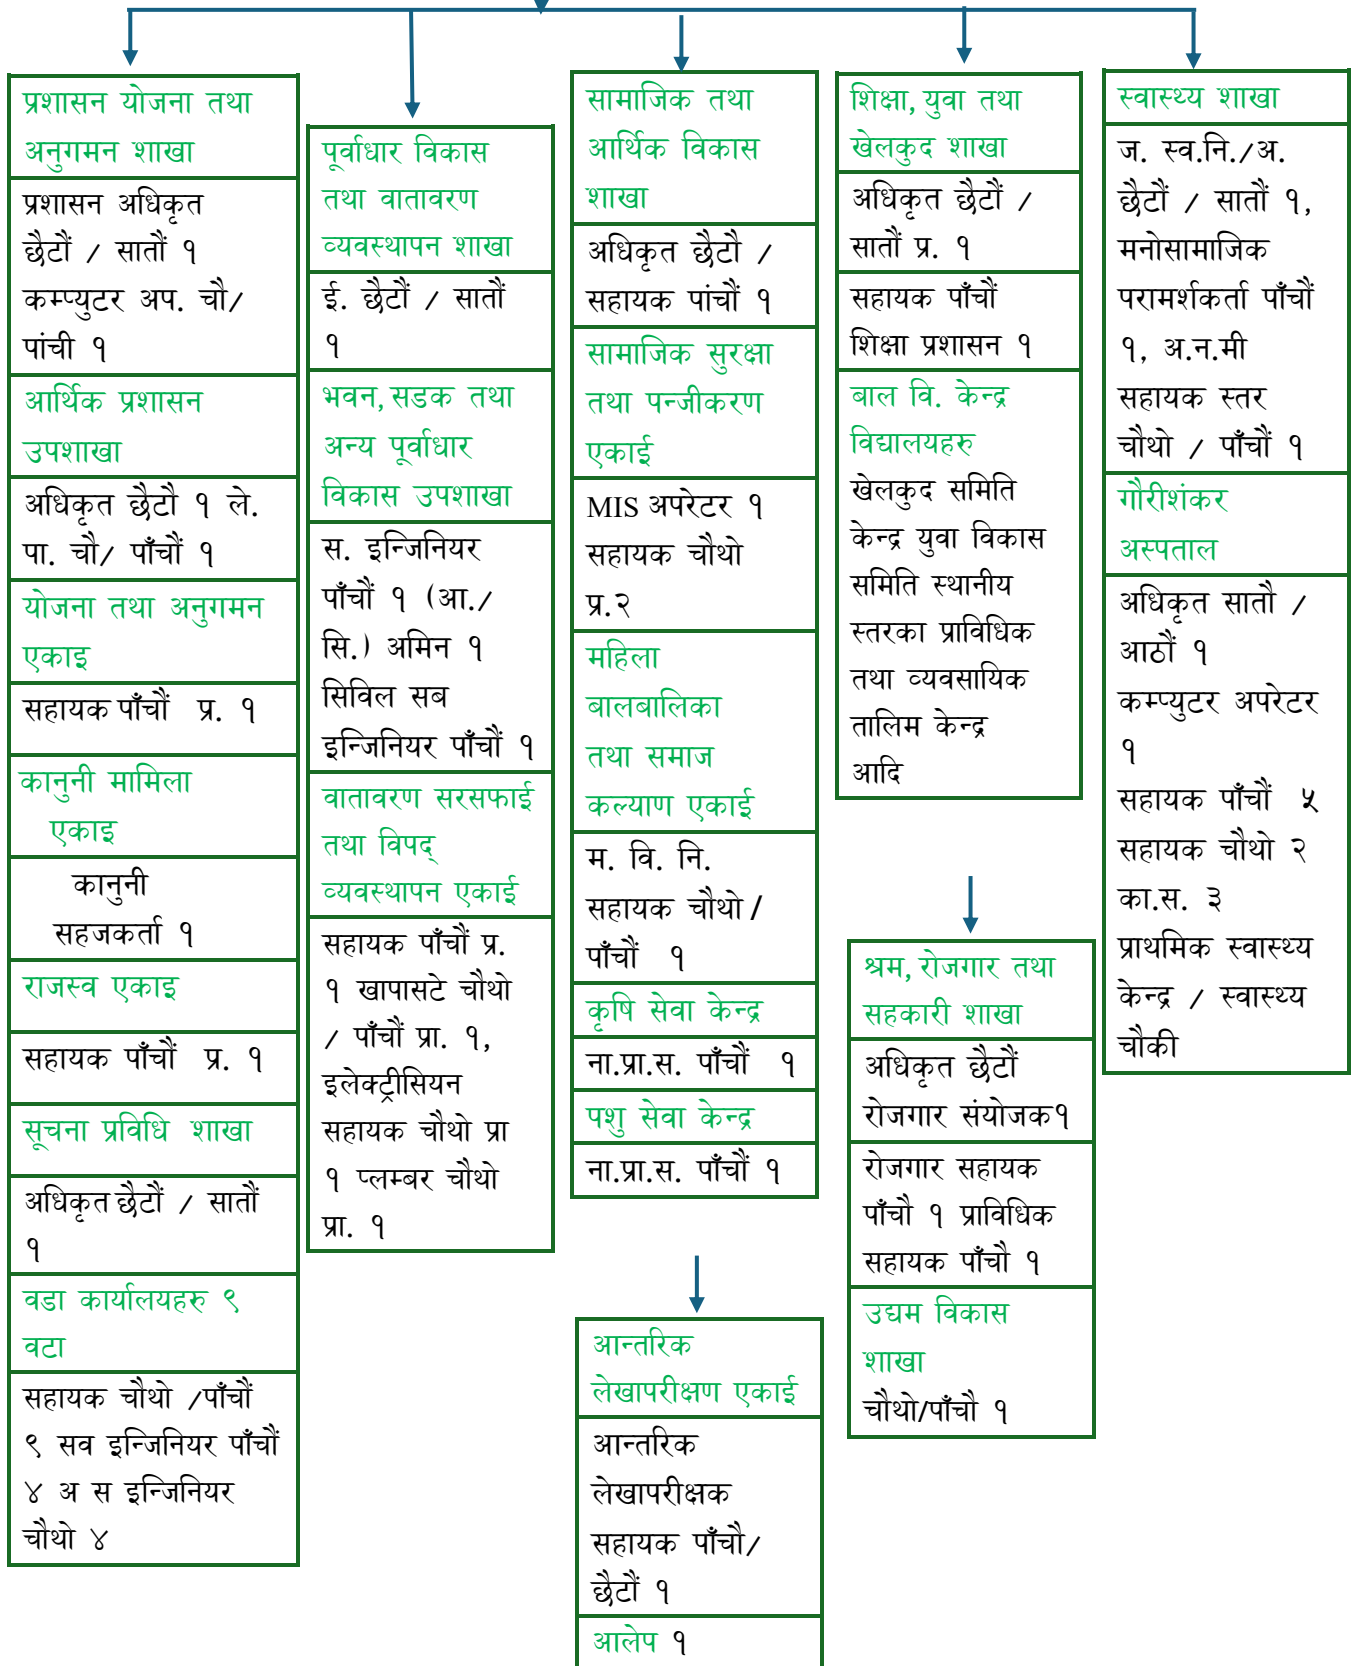 प्रशासन योजना तथा
अनुगमन शाखा
प्रशासन अधिकृत
छैटौं / सातौं १
कम्प्युटर अप. चौ/
पांची १
आर्थिक प्रशासन
उपशाखा
अधिकृत छैटौ १ ले.
पा. चौ/ पाँचौं १
योजना तथा अनुगमन
एकाइ
सहायक पाँचौं प्र. १
कानुनी मामिला
एकाइ
कानुनी
सहजकर्ता १
राजस्व एकाइ
सहायक पाँचौं प्र. १
सूचना प्रविधि शाखा
अधिकृत छैटौं / सातौं
१
वडा कार्यालयहरु ९
वटा
सहायक चौथो /पाँचौं
९ सव इन्जिनियर पाँचौं
४ अ स इन्जिनियर
चौथो ४
पूर्वाधार विकास
तथा वातावरण
व्यवस्थापन शाखा
ई. छैटौं / सातौं
१
भवन, सडक तथा
अन्य पूर्वाधार
विकास उपशाखा
स. इन्जिनियर
पाँचौं १ (आ./
सि.) अमिन १
सिविल सब
इन्जिनियर पाँचौं १
वातावरण सरसफाई
तथा विपद्
व्यवस्थापन एकाई
सहायक पाँचौं प्र.
१ खापासटे चौथो
/ पाँचौं प्रा. १,
इलेक्ट्रीसियन
सहायक चौथो प्रा
१ प्लम्बर चौथो
प्रा. १
सामाजिक तथा
आर्थिक विकास
शाखा
अधिकृत छैटौ /
सहायक पांचौं १
सामाजिक सुरक्षा
तथा पन्जीकरण
एकाई
MIS अपरेटर १
सहायक चौथो
प्र.२
महिला
बालबालिका
तथा समाज
कल्याण एकाई
म. वि. नि.
सहायक चौथो /
पाँचौं १
कृषि सेवा केन्द्र
ना.प्रा.स. पाँचौं १
पशु सेवा केन्द्र
ना.प्रा.स. पाँचौं १
आन्तरिक
लेखापरीक्षण एकाई
आन्तरिक
लेखापरीक्षक
सहायक पाँचौ/
छैटौं १
आलेप १
शिक्षा, युवा तथा
खेलकुद शाखा
अधिकृत छैटौं /
सातौं प्र. १
सहायक पाँचौं
शिक्षा प्रशासन १
बाल वि. केन्द्र
विद्यालयहरु
खेलकुद समिति
केन्द्र युवा विकास
समिति स्थानीय
स्तरका प्राविधिक
तथा व्यवसायिक
तालिम केन्द्र
आदि
श्रम, रोजगार तथा
सहकारी शाखा
अधिकृत छैटौं
रोजगार संयोजक१
रोजगार सहायक
पाँचौ १ प्राविधिक
सहायक पाँचौ १
उद्यम विकास
शाखा
चौथो/पाँचौ १
स्वास्थ्य शाखा
ज. स्व.नि./अ.
छैटौं / सातौं १,
मनोसामाजिक
परामर्शकर्ता पाँचौं
१, अ.न.मी
सहायक स्तर
चौथो / पाँचौं १
गौरीशंकर
अस्पताल
अधिकृत सातौ /
आठौं १
कम्प्युटर अपरेटर
१
सहायक पाँचौं ५
सहायक चौथो २
का.स. ३
प्राथमिक स्वास्थ्य
केन्द्र / स्वास्थ्य
चौकी